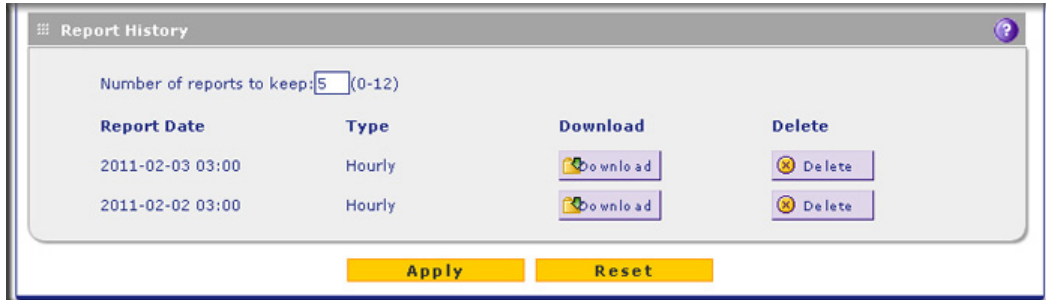 Report History
?
Number of reports to keep: 5 (0-12)
Report Date Type Download Delete
2011-02-03 03:00 Hourly Download Delete
2011-02-02 03:00 Hourly Download Delete
Apply Reset